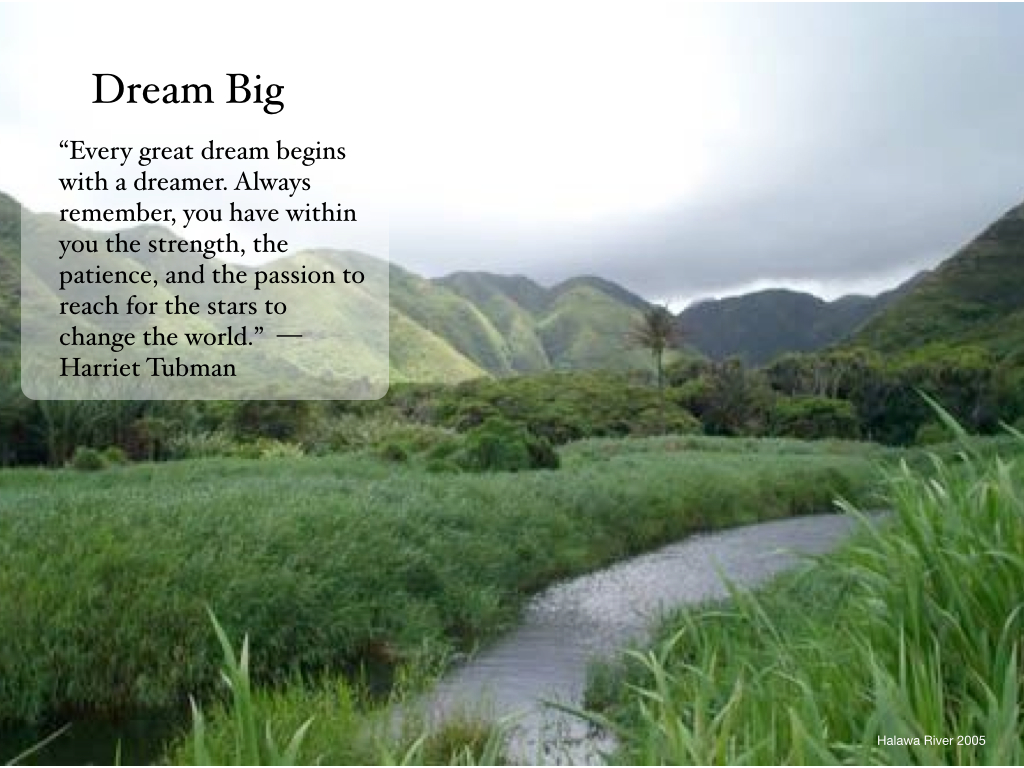 Dream Big
“Every great dream begins
with a dreamer. Always
remember, you have within
you the strength, the
patience, and the passion to
reach for the stars to
change the world.” —
Harriet Tubman
Halawa River 2005